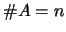 #A = n